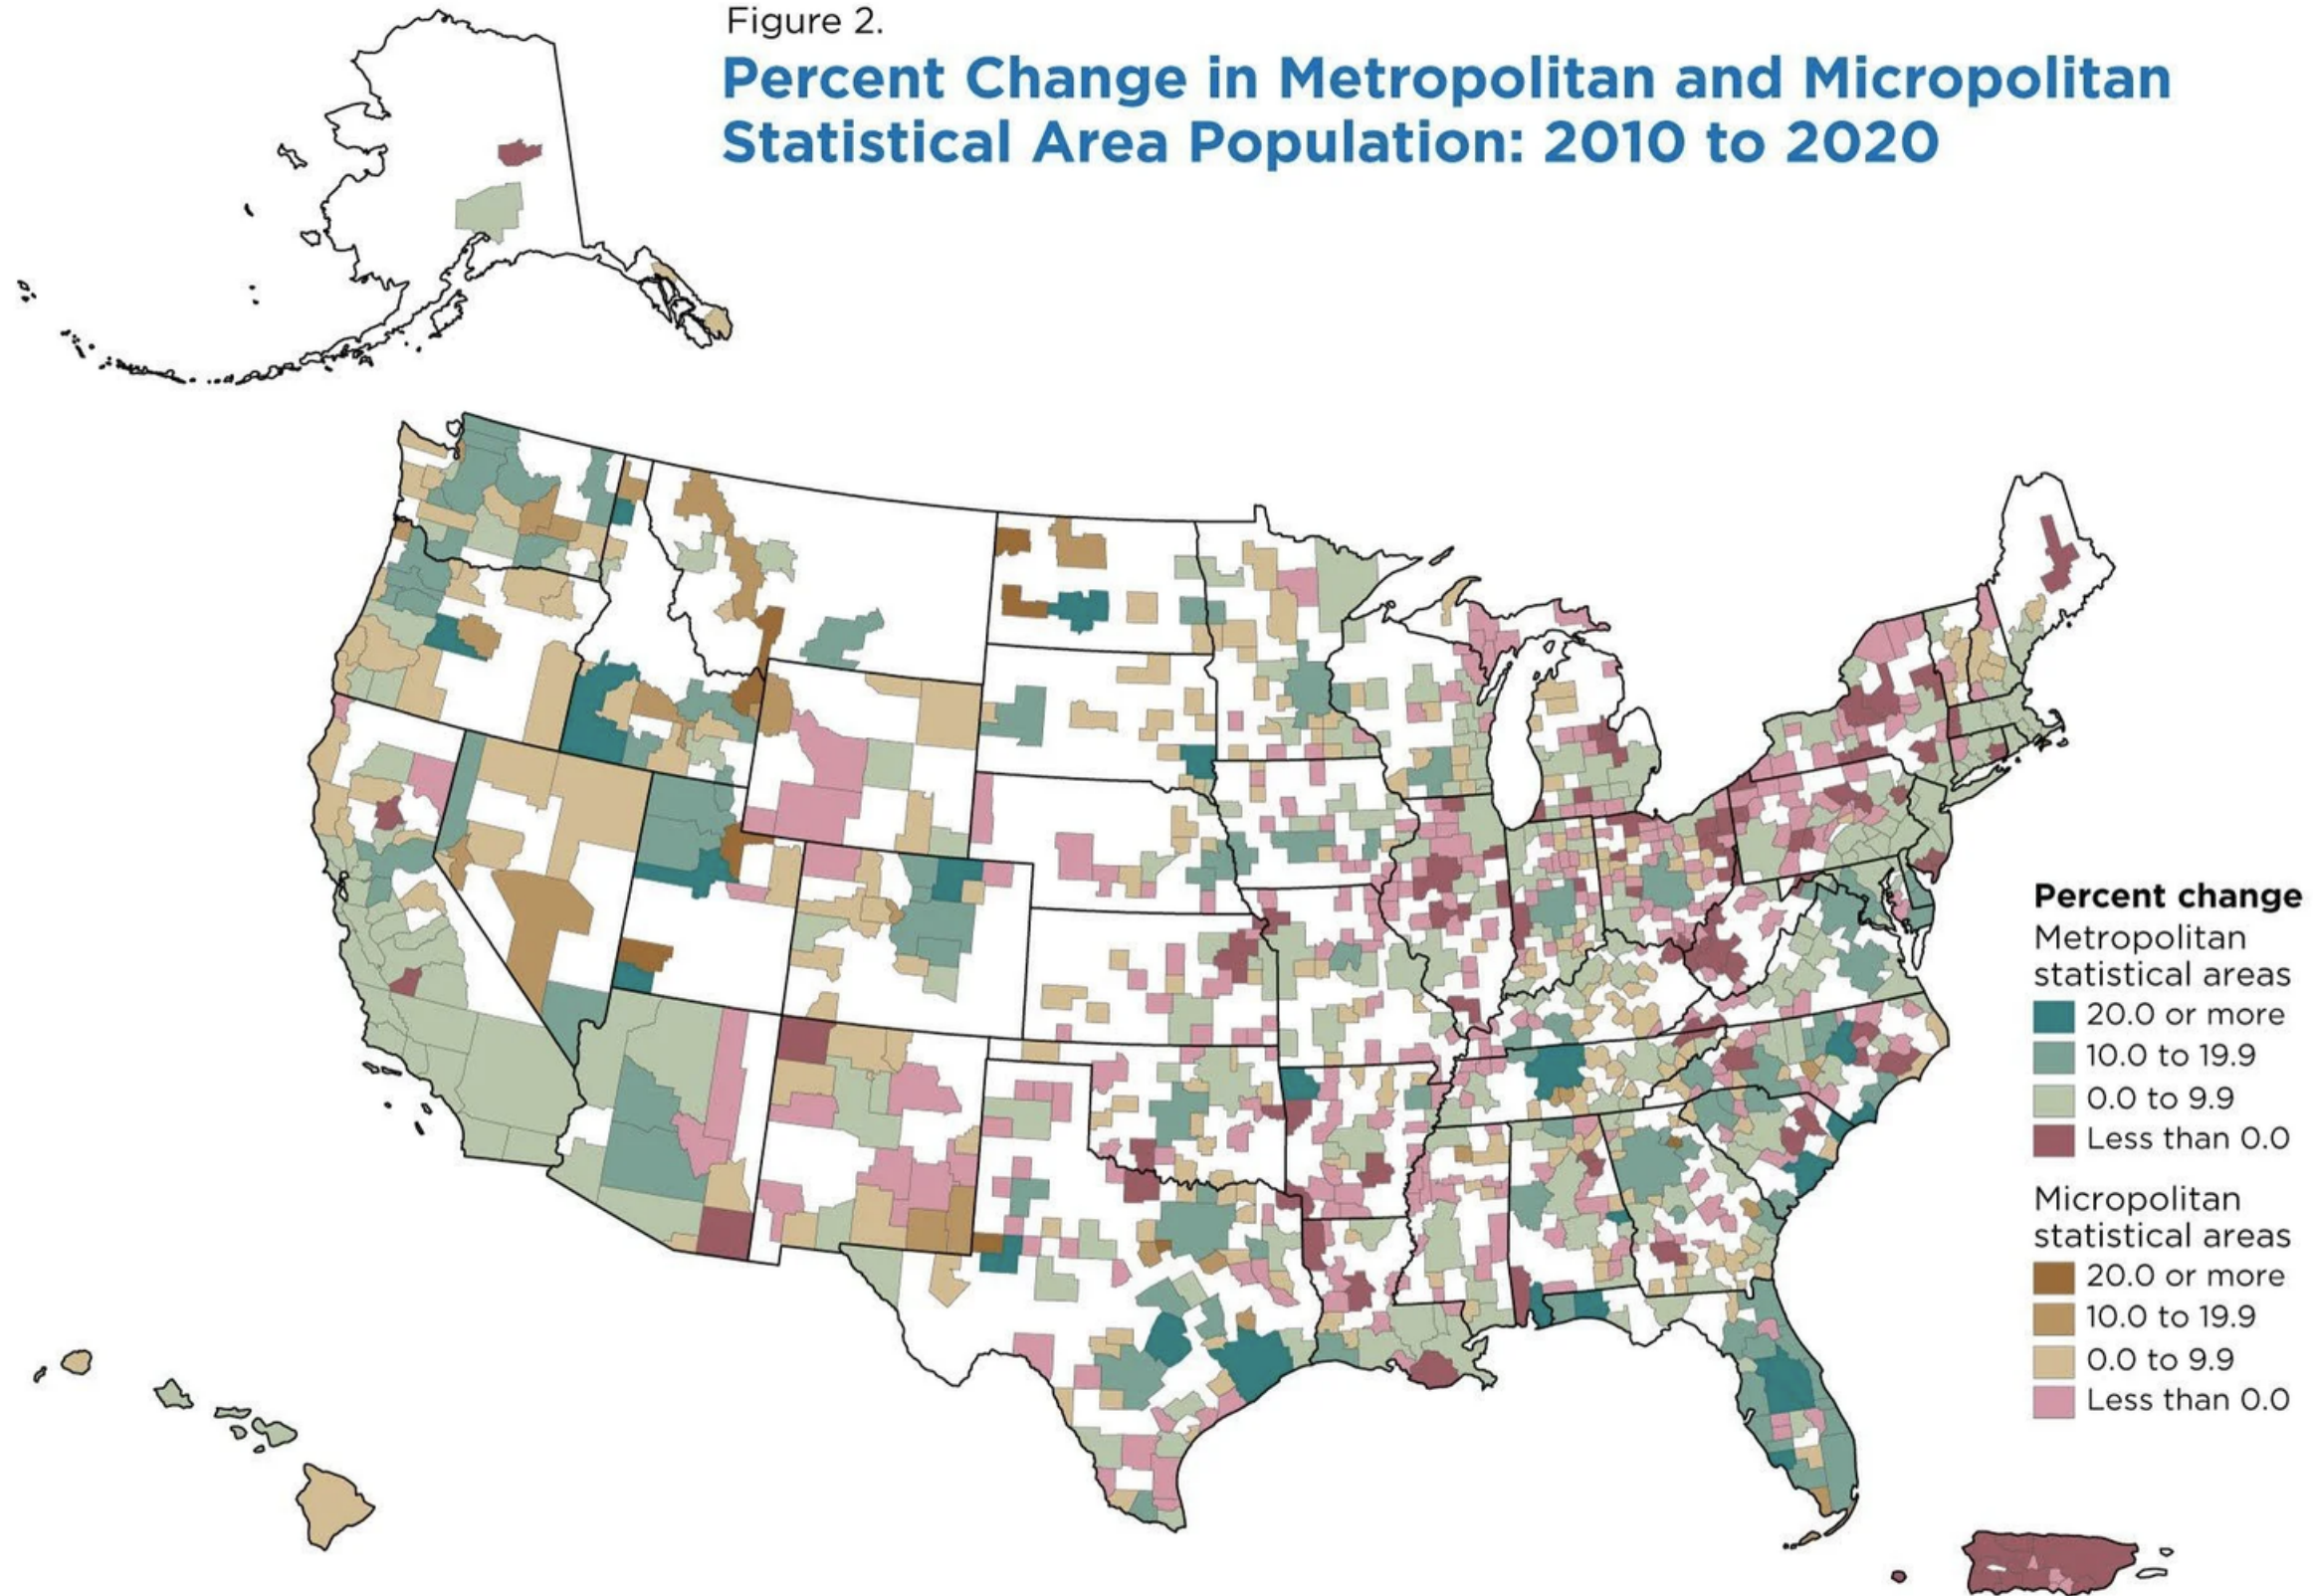 Figure 2.
Percent Change in Metropolitan and Micropolitan
Statistical Area Population: 2010 to 2020
Percent change
Metropolitan
statistical areas
20.0 or more
10.0 to 19.9
0.0 to 9.9
Less than 0.0
Micropolitan
statistical areas
20.0 or more
10.0 to 19.9
0.0 to 9.9
Less than 0.0